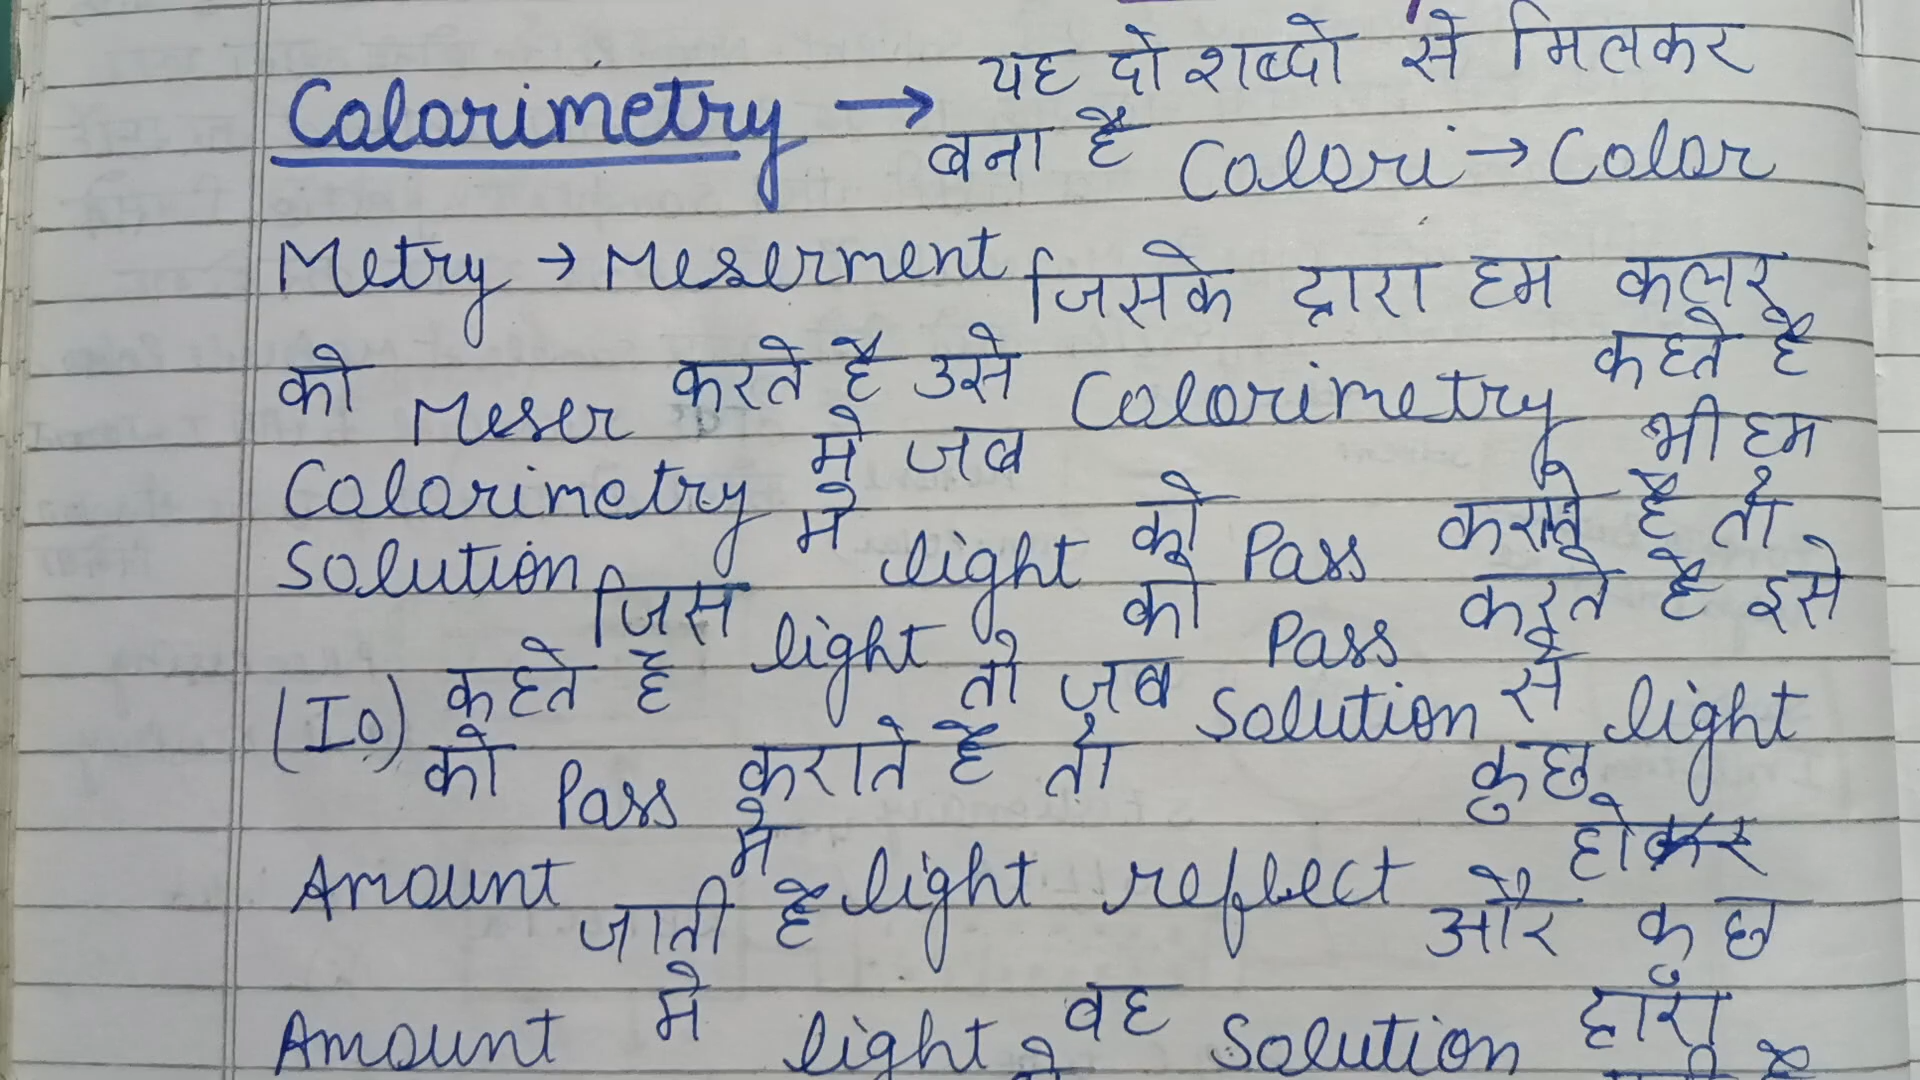 Calorimetry → यह दो शब्दो से मिलकर
बना है Calori → Color
Metry → Meserment जिसके द्वारा हम कलर
को Meser करते है उसे Calorimetry कहते है
Calorimetry मे जब भी हम
Solution मे light को Pass कराते है तो
जिस light को Pass करते है इसे
(Io) कहते है तो जब Solution से light
को Pass कराते है तो कुछ
Amount मे light reflect हो
जाती है और कुछ
Amount मे light वह Solution द्वारा